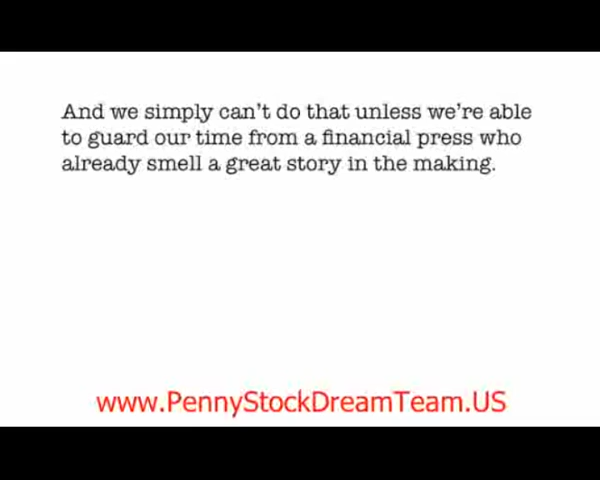 And we simply can't do that unless we're able
to guard our time from a financial press who
already smell a great story in the making.
www.PennyStockDreamTeam.US